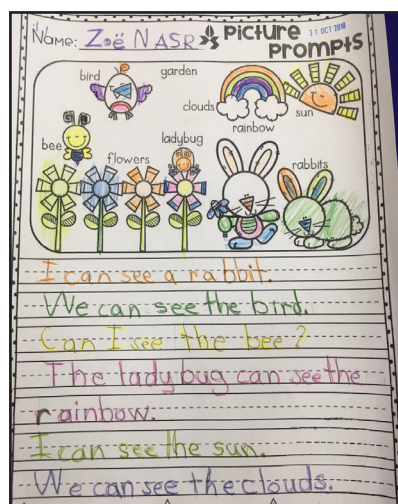 Name: Zoë NASR
Picture Prompts
31 OCT 2018
bird
garden
clouds
sun
rainbow
bee
ladybug
flowers
rabbits
I can see a rabbit.
We can see the bird.
Can I see the bee?
The ladybug can see the
rainbow.
I can see the sun.
We can see the clouds.